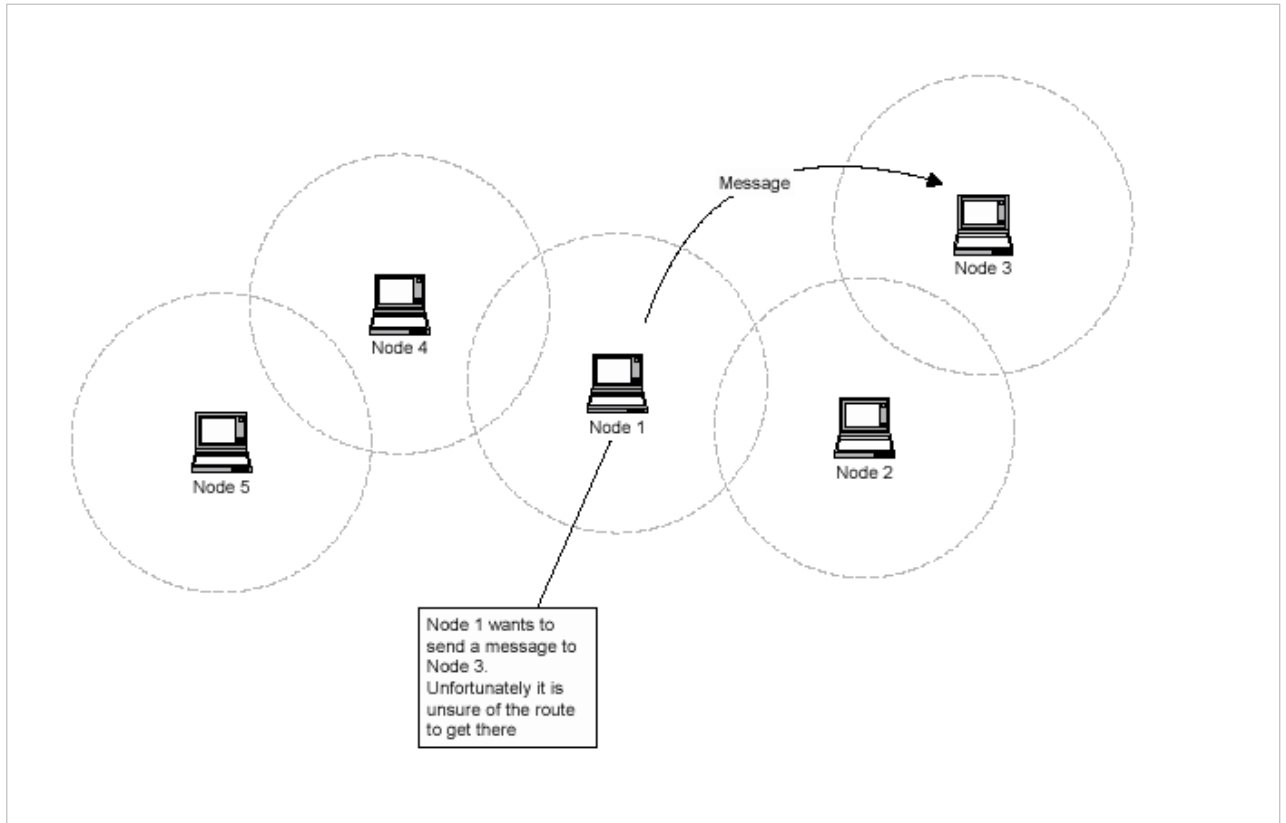 Message
Node 3
Node 4
Node 1
Node 2
Node 5
Node 1 wants to
send a message to
Node 3.
Unfortunately it is
unsure of the route
to get there